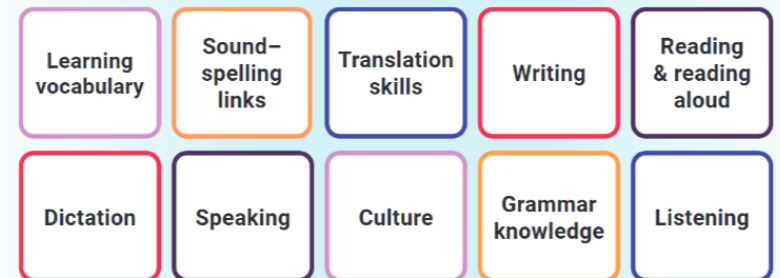 Learning
vocabulary
Sound–
spelling
links
Translation
skills
Writing
Reading
& reading
aloud
Dictation
Speaking
Culture
Grammar
knowledge
Listening